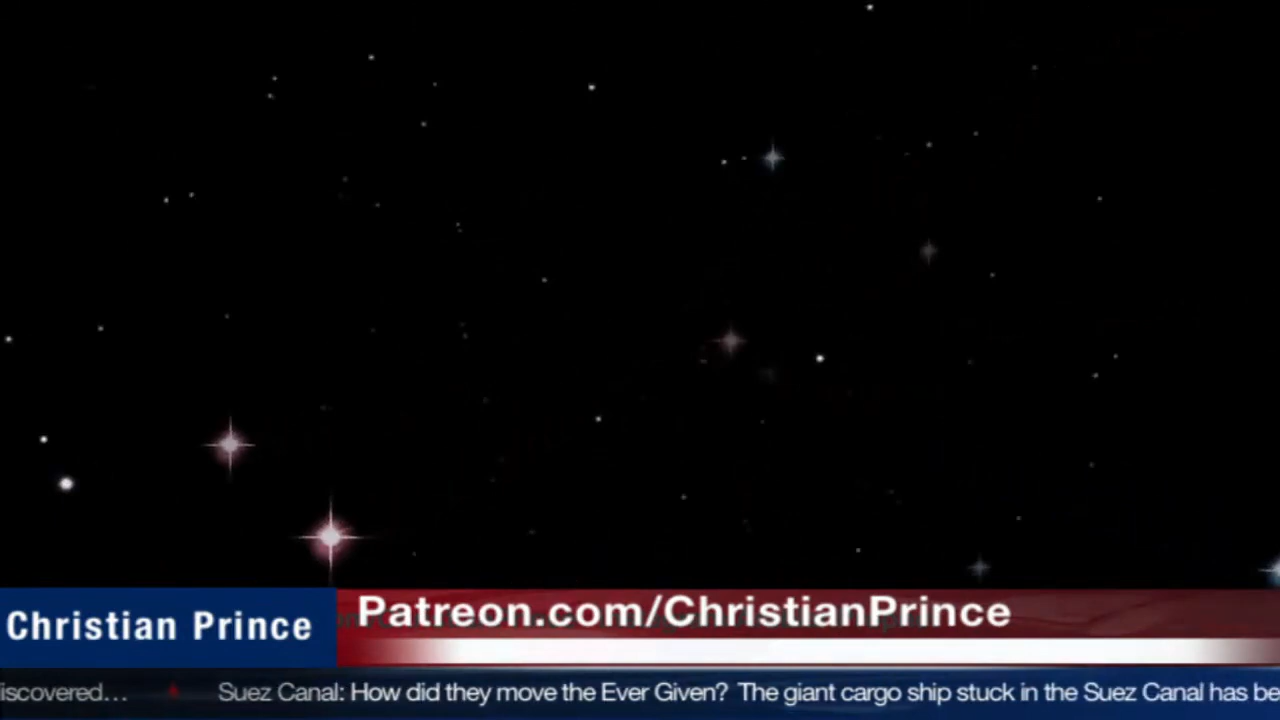 Patreon.com/ChristianPrince
Christian Prince
iscovered... Suez Canal: How did they move the Ever Given? The giant cargo ship stuck in the Suez Canal has be